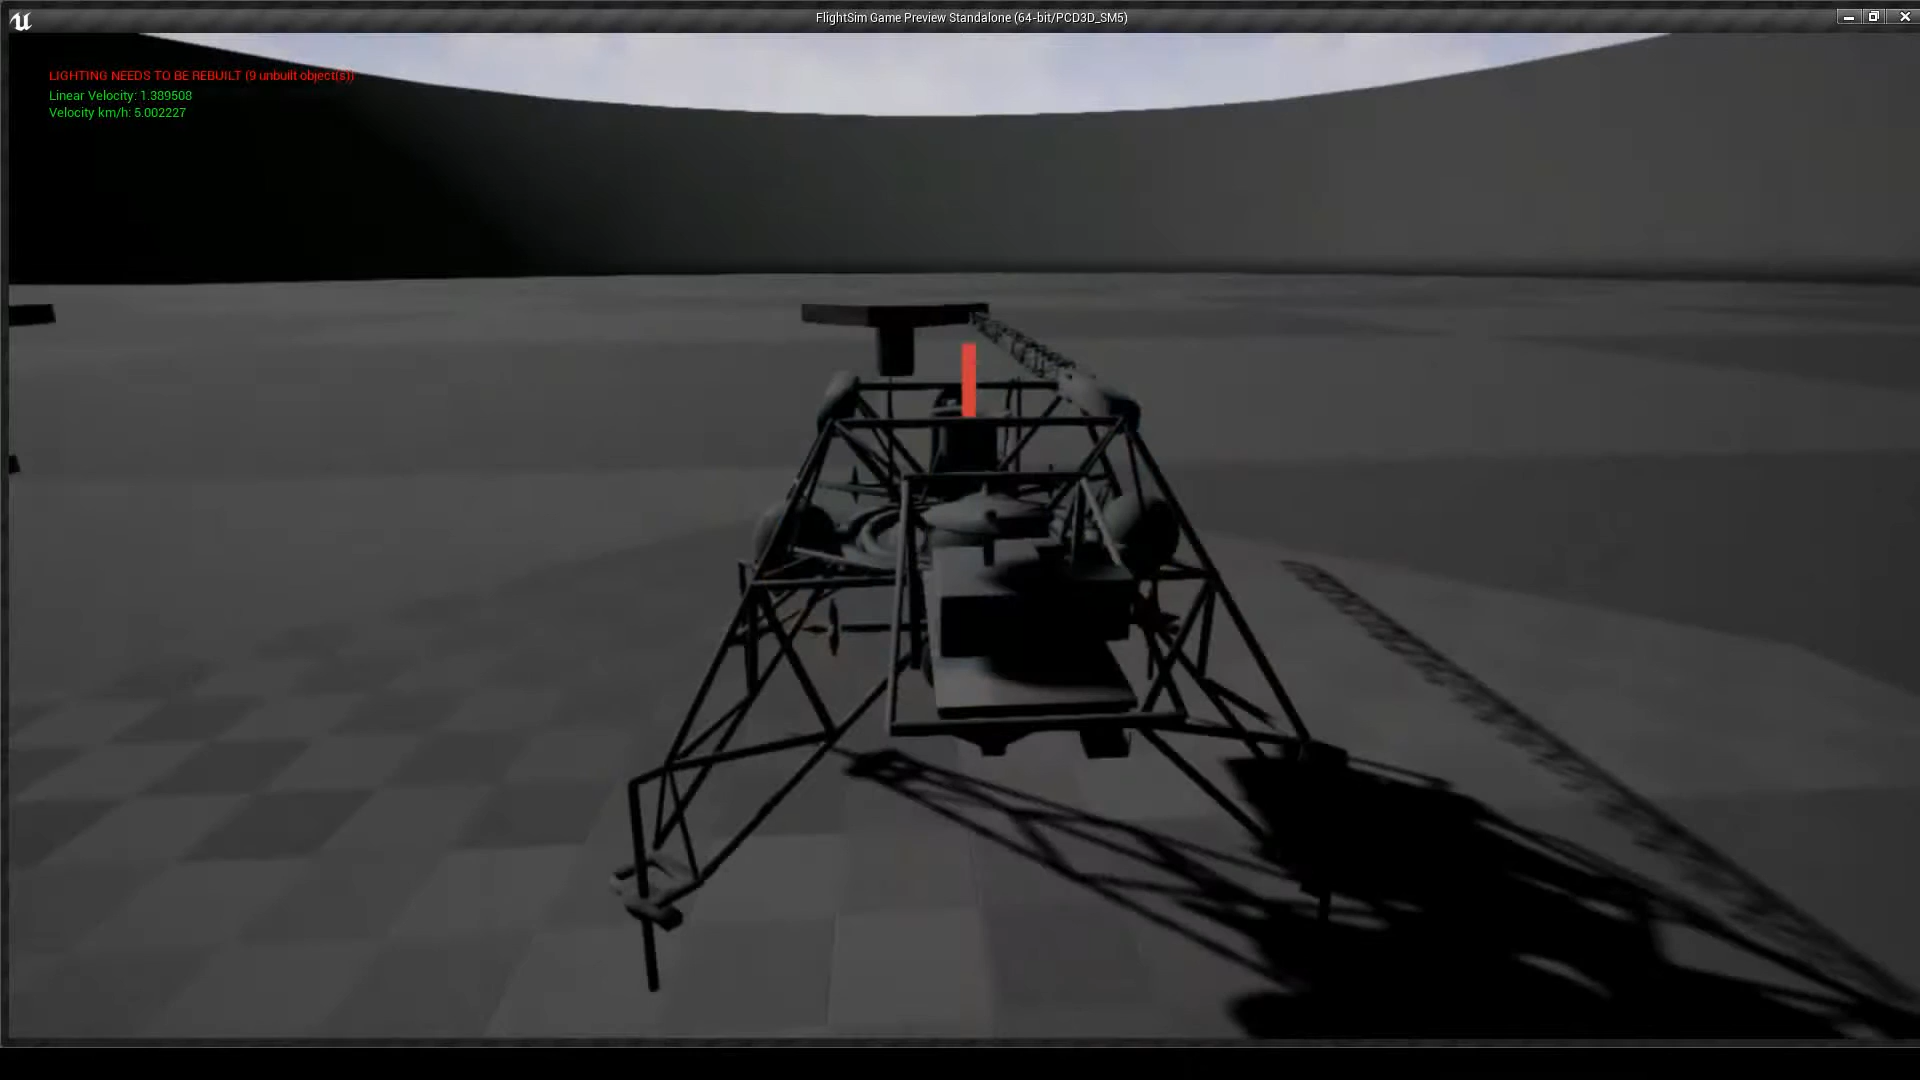 FlightSim Game Preview Standalone (64-bit/PCD3D_SM5)
LIGHTING NEEDS TO BE REBUILT (9 unbuilt object(s))
Linear Velocity: 1.389508
Velocity km/h: 5.002227